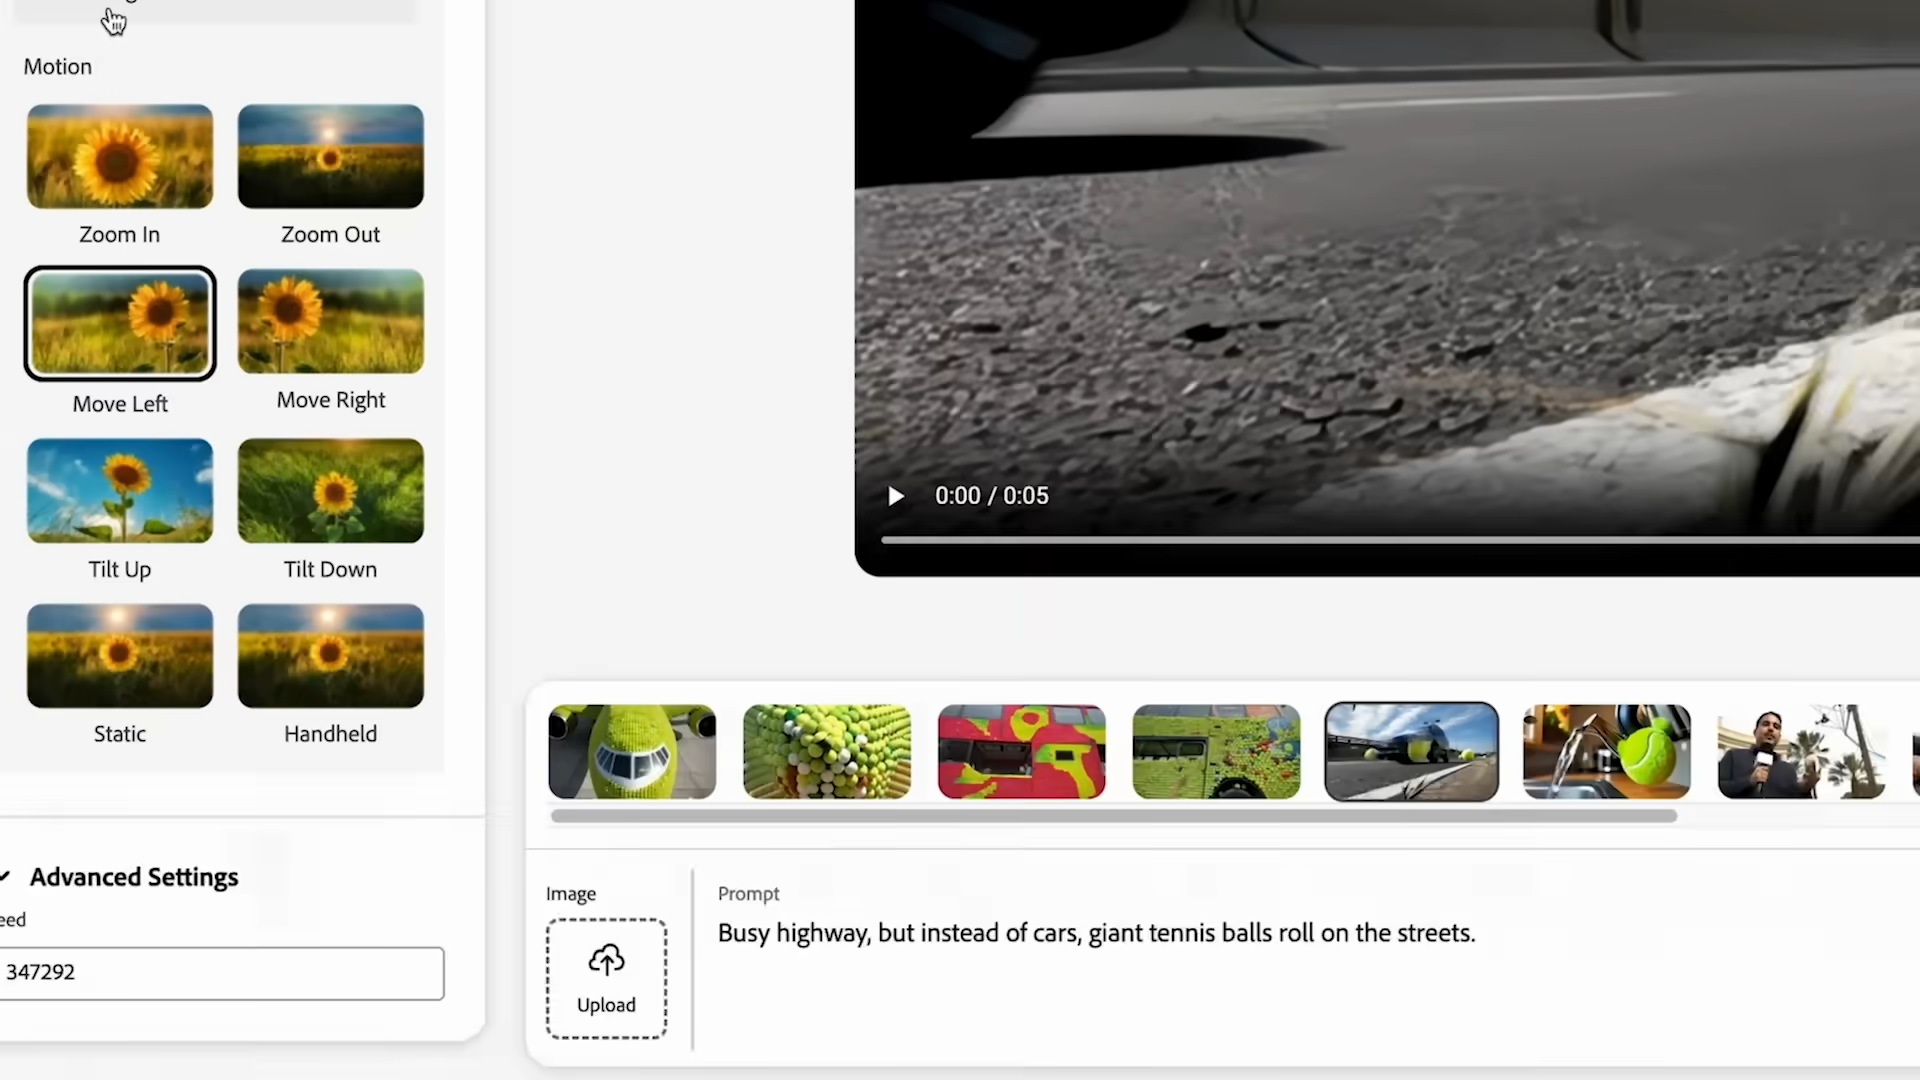 Motion
Zoom In
Zoom Out
Move Left
Move Right
Tilt Up
Tilt Down
Static
Handheld
Advanced Settings
eed
347292
0:00 / 0:05
Image
Upload
Prompt
Busy highway, but instead of cars, giant tennis balls roll on the streets.